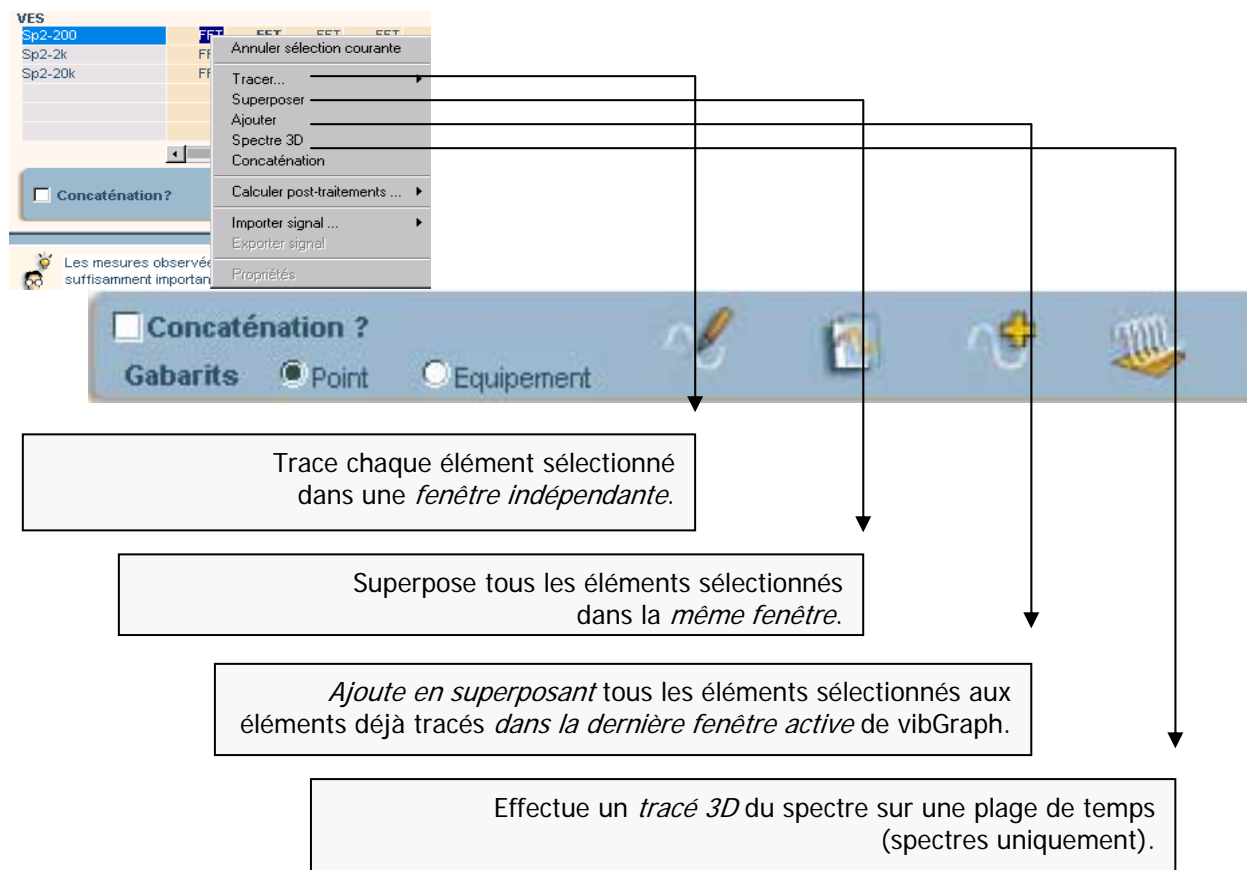 VES
Sp2-200 FFT FFT FFT FFT
Sp2-2k
Sp2-20k
Annuler sélection courante
Tracer...
Superposer
Ajouter
Spectre 3D
Concaténation
Calculer post-traitements ...
Importer signal ...
Exporter signal
Propriétés
Concaténation?
Les mesures
suffisamment
Concaténation ?
Gabarits Point Equipement
Trace chaque élément sélectionné
dans une fenêtre indépendante.
Superpose tous les éléments sélectionnés
dans la même fenêtre.
Ajoute en superposant tous les éléments sélectionnés aux
éléments déjà tracés dans la dernière fenêtre active de vibGraph.
Effectue un tracé 3D du spectre sur une plage de temps
(spectres uniquement).